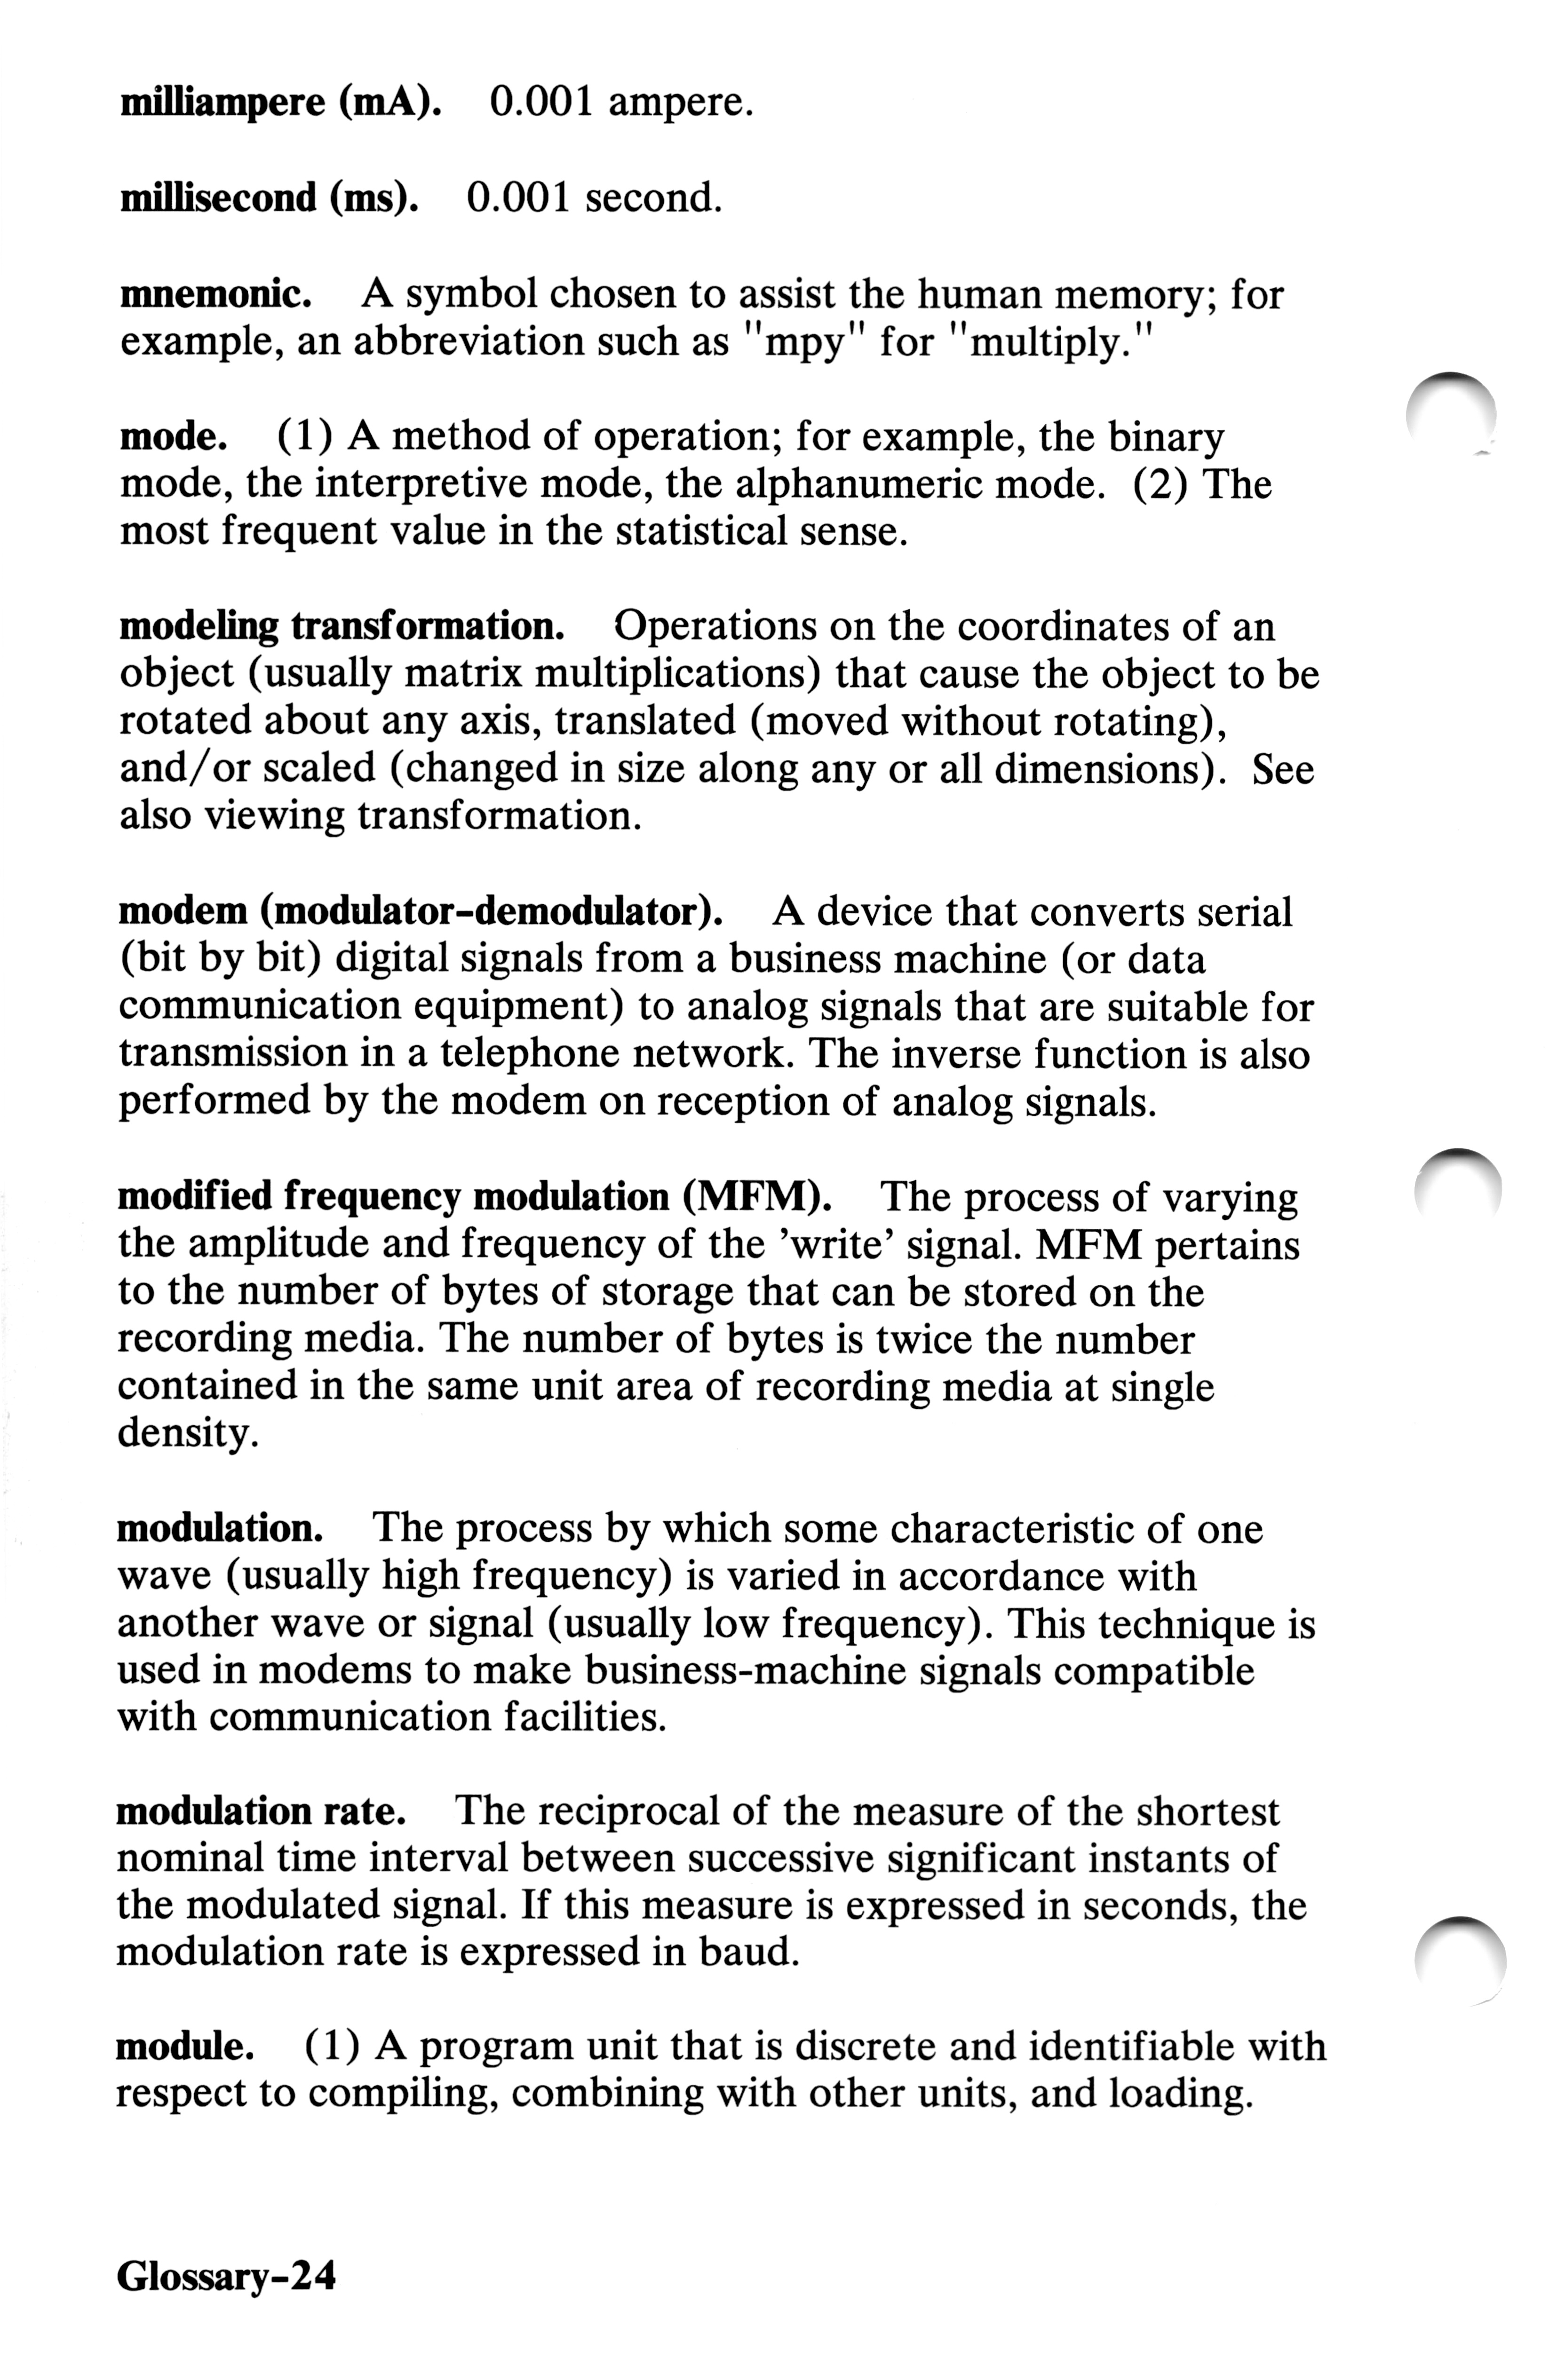 milliampere (mA). 0.001 ampere.
millisecond (ms). 0.001 second.
mnemonic. A symbol chosen to assist the human memory; for
example, an abbreviation such as "mpy" for "multiply."
mode. (1) A method of operation; for example, the binary
mode, the interpretive mode, the alphanumeric mode. (2) The
most frequent value in the statistical sense.
modeling transformation. Operations on the coordinates of an
object (usually matrix multiplications) that cause the object to be
rotated about any axis, translated (moved without rotating),
and/or scaled (changed in size along any or all dimensions). See
also viewing transformation.
modem (modulator-demodulator). A device that converts serial
(bit by bit) digital signals from a business machine (or data
communication equipment) to analog signals that are suitable for
transmission in a telephone network. The inverse function is also
performed by the modem on reception of analog signals.
modified frequency modulation (MFM). The process of varying
the amplitude and frequency of the 'write' signal. MFM pertains
to the number of bytes of storage that can be stored on the
recording media. The number of bytes is twice the number
contained in the same unit area of recording media at single
density.
modulation. The process by which some characteristic of one
wave (usually high frequency) is varied in accordance with
another wave or signal (usually low frequency). This technique is
used in modems to make business-machine signals compatible
with communication facilities.
modulation rate. The reciprocal of the measure of the shortest
nominal time interval between successive significant instants of
the modulated signal. If this measure is expressed in seconds, the
modulation rate is expressed in baud.
module. (1) A program unit that is discrete and identifiable with
respect to compiling, combining with other units, and loading.
Glossary-24